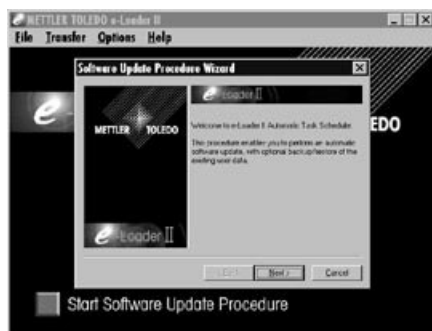 METTLER TOLEDO e-Loader II
File Transfer Options Help
Software Update Procedure Wizard
e-Loader II
METTLER TOLEDO
Welcome to e-Loader II Automatic Task Scheduler.
This procedure enables you to perform an automatic
software update, with optional backup/restore of the
existing user data.
e-Loader II
e
EDO
< Back Next > Cancel
Start Software Update Procedure